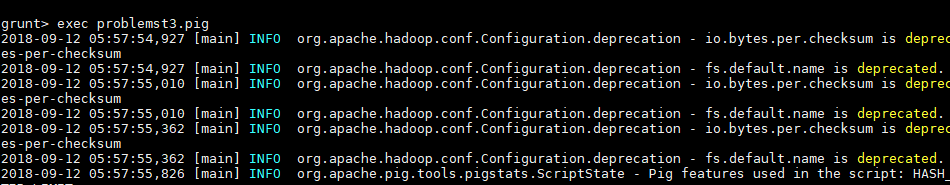 grunt> exec problemst3.pig
2018-09-12 05:57:54,927 [main] INFO  org.apache.hadoop.conf.Configuration.deprecation - io.bytes.per.checksum is deprec
es-per-checksum
2018-09-12 05:57:54,927 [main] INFO  org.apache.hadoop.conf.Configuration.deprecation - fs.default.name is deprecated.
2018-09-12 05:57:55,010 [main] INFO  org.apache.hadoop.conf.Configuration.deprecation - io.bytes.per.checksum is deprec
es-per-checksum
2018-09-12 05:57:55,010 [main] INFO  org.apache.hadoop.conf.Configuration.deprecation - fs.default.name is deprecated.
2018-09-12 05:57:55,362 [main] INFO  org.apache.hadoop.conf.Configuration.deprecation - io.bytes.per.checksum is deprec
es-per-checksum
2018-09-12 05:57:55,362 [main] INFO  org.apache.hadoop.conf.Configuration.deprecation - fs.default.name is deprecated.
2018-09-12 05:57:55,826 [main] INFO  org.apache.pig.tools.pigstats.ScriptState - Pig features used in the script: HASH_